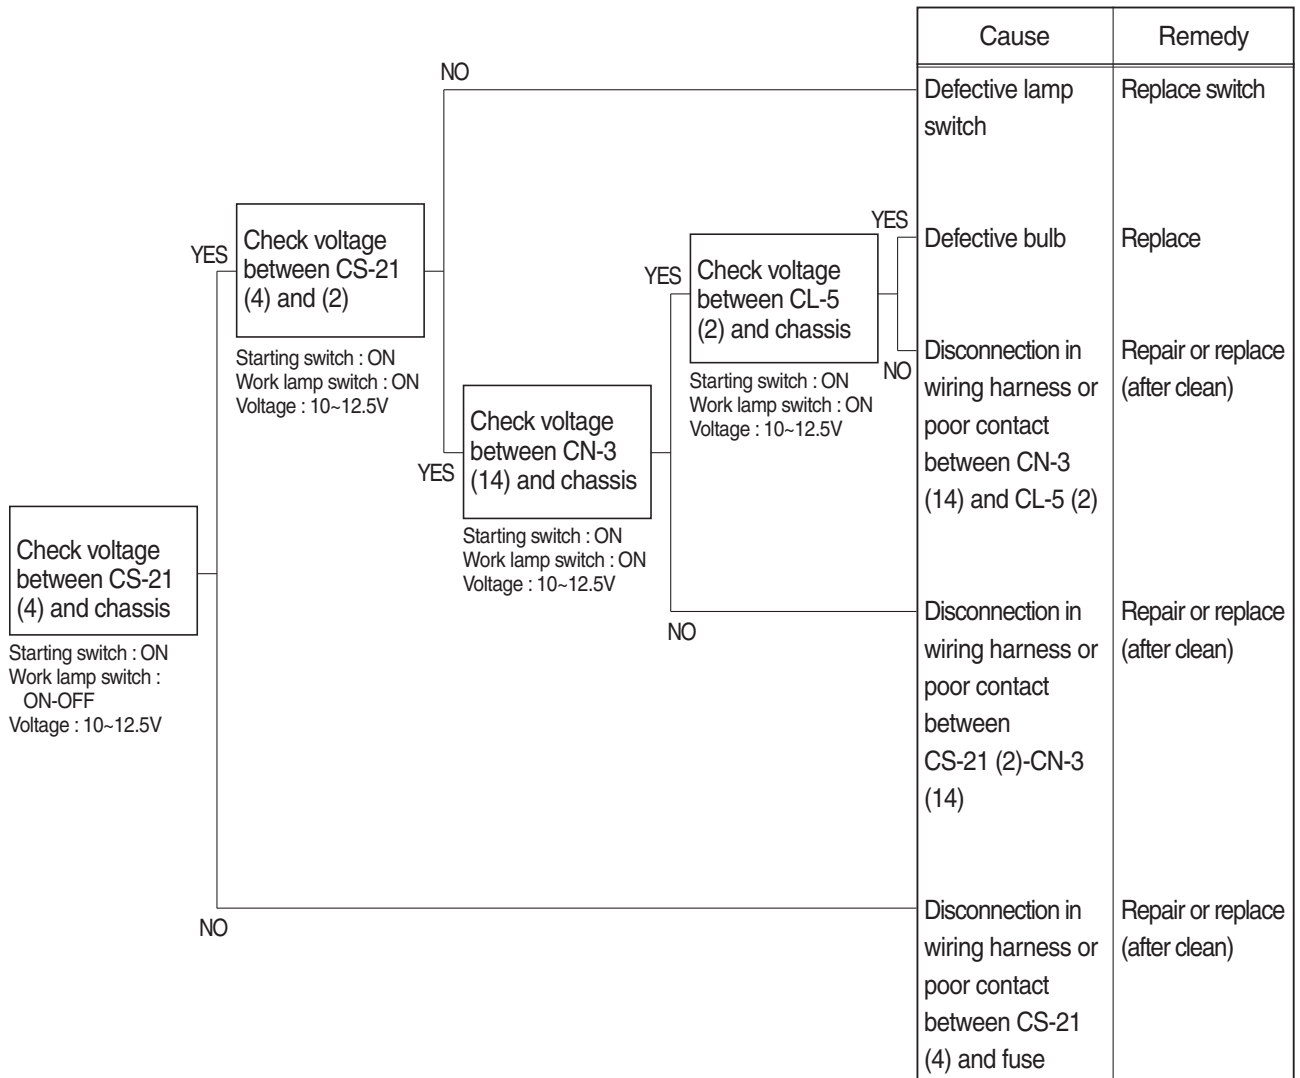 Cause
Remedy
NO
Defective lamp
switch
Replace switch
YES
Check voltage
between CS-21
(4) and (2)
Starting switch : ON
Work lamp switch : ON
Voltage : 10~12.5V
YES
Check voltage
between CL-5
(2) and chassis
Starting switch : ON
Work lamp switch : ON
Voltage : 10~12.5V
YES
Defective bulb
Replace
NO
Disconnection in
wiring harness or
poor contact
between CN-3
(14) and CL-5 (2)
Repair or replace
(after clean)
YES
Check voltage
between CN-3
(14) and chassis
Starting switch : ON
Work lamp switch : ON
Voltage : 10~12.5V
Check voltage
between CS-21
(4) and chassis
Starting switch : ON
Work lamp switch :
ON-OFF
Voltage : 10~12.5V
NO
Disconnection in
wiring harness or
poor contact
between
CS-21 (2)-CN-3
(14)
Repair or replace
(after clean)
NO
Disconnection in
wiring harness or
poor contact
between CS-21
(4) and fuse
Repair or replace
(after clean)